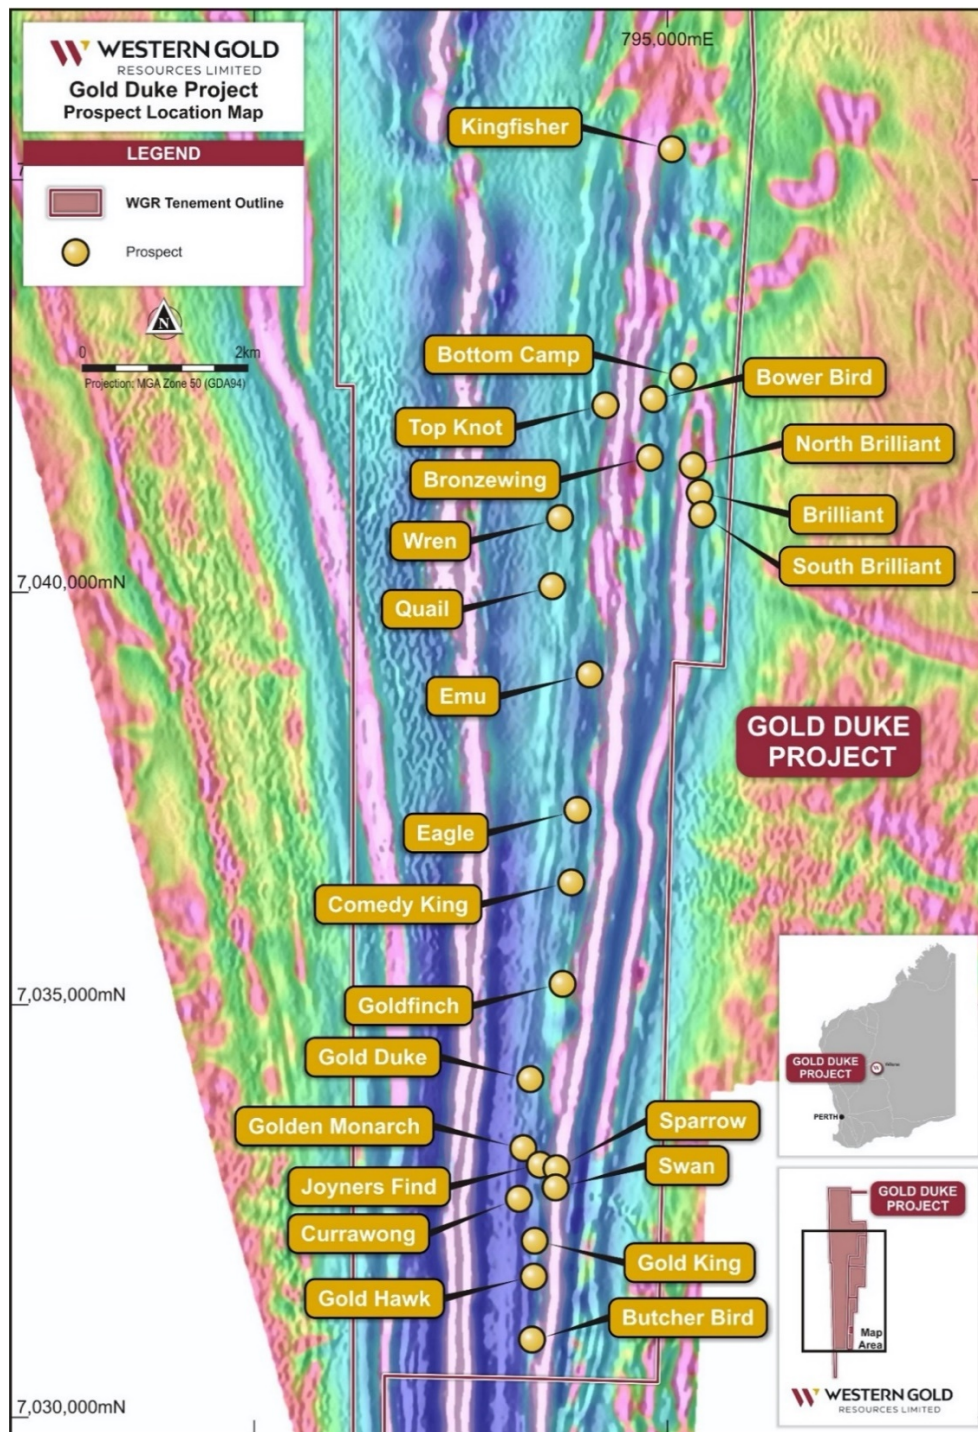 WESTERN GOLD
RESOURCES LIMITED
Gold Duke Project
Prospect Location Map
LEGEND
WGR Tenement Outline
Prospect
N
0 2km
Projection: MGA Zone 50 (GDA94)
795,000mE
Kingfisher
Bottom Camp
Bower Bird
Top Knot
North Brilliant
Bronzewing
Brilliant
Wren
South Brilliant
7,040,000mN
Quail
Emu
GOLD DUKE
PROJECT
Eagle
Comedy King
7,035,000mN
Goldfinch
Gold Duke
Golden Monarch
Sparrow
Joyners Find
Swan
Currawong
Gold King
Gold Hawk
Butcher Bird
7,030,000mN
GOLD DUKE
PROJECT
W
PERTH
GOLD DUKE
PROJECT
Map
Area
WESTERN GOLD
RESOURCES LIMITED